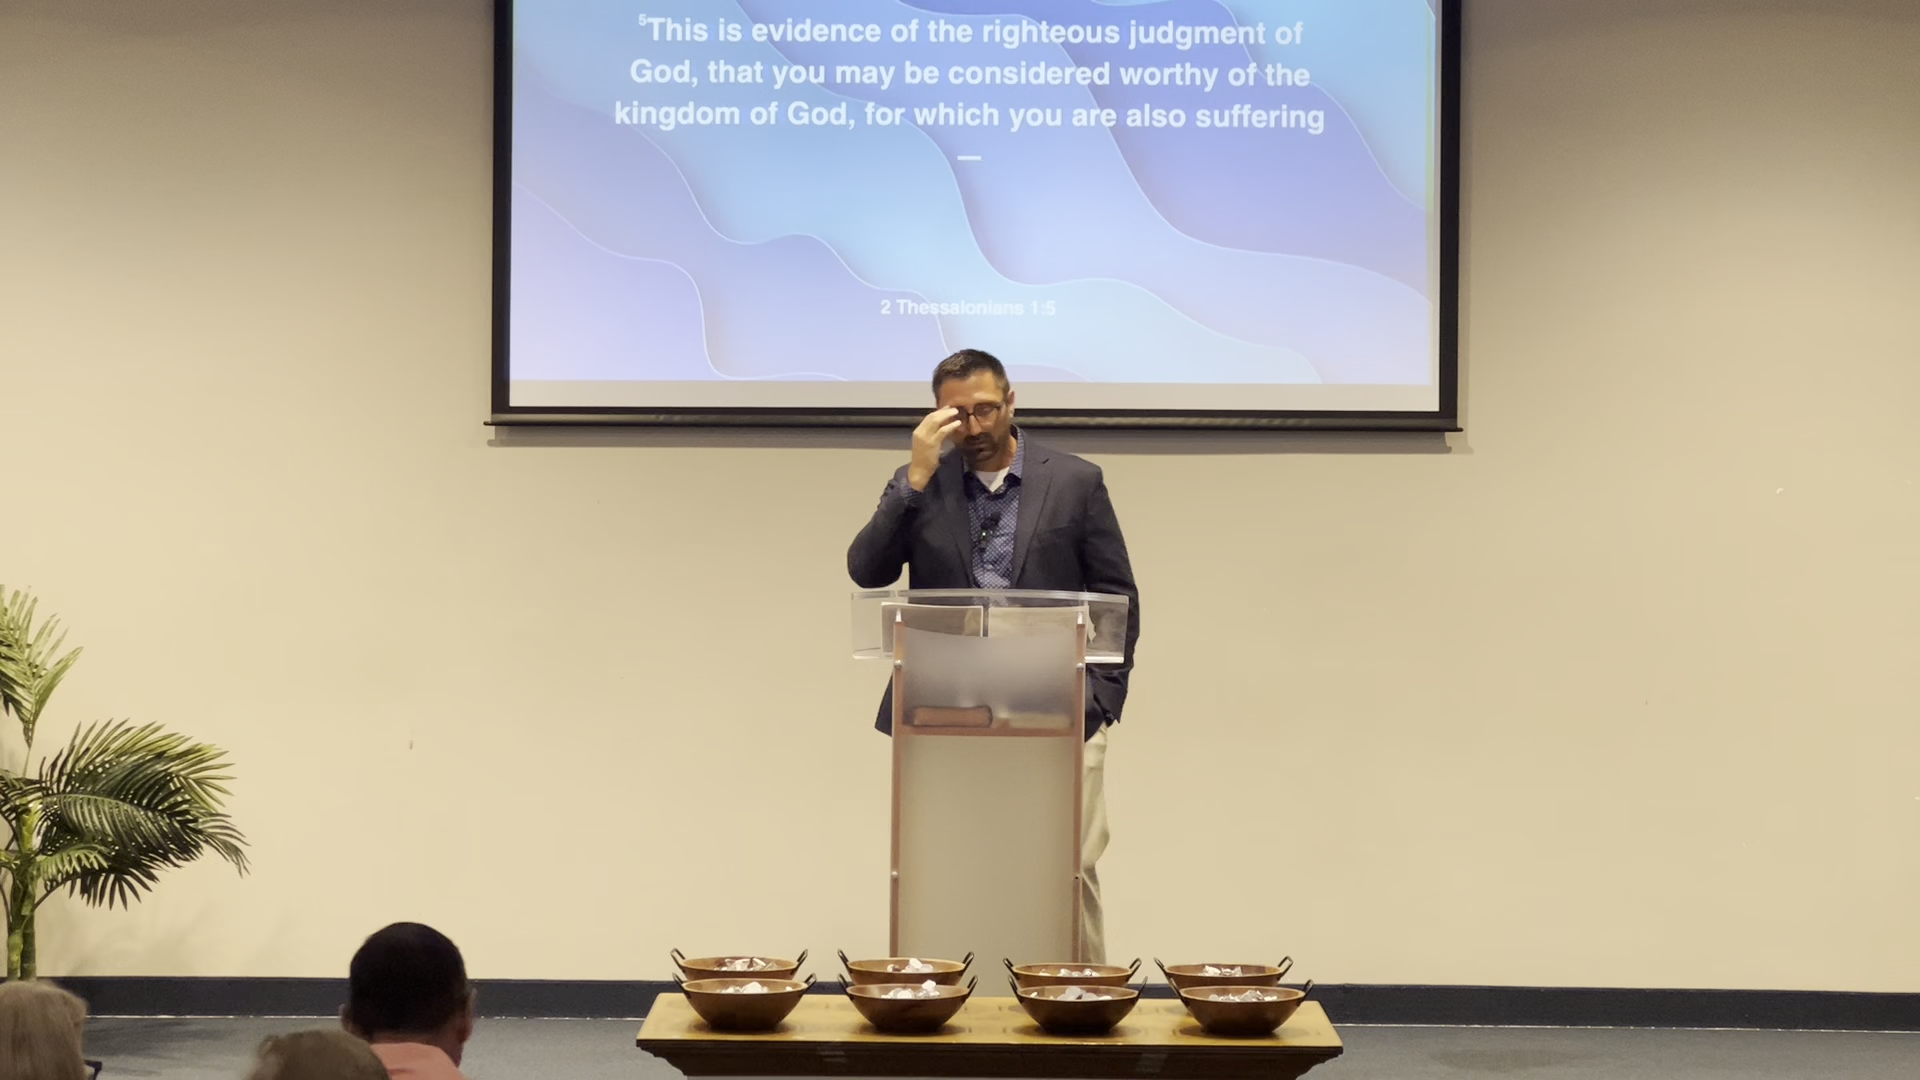 ⁵This is evidence of the righteous judgment of
God, that you may be considered worthy of the
kingdom of God, for which you are also suffering
—
2 Thessalonians 1:5